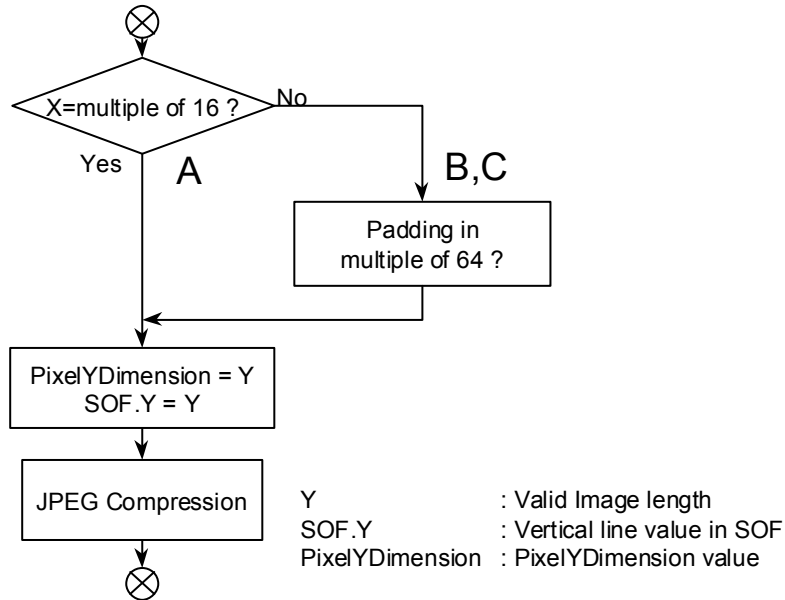 X=multiple of 16 ?
No
Yes
A
B,C
Padding in
multiple of 64 ?
PixelYDimension = Y
SOF.Y = Y
JPEG Compression
Y : Valid Image length
SOF.Y : Vertical line value in SOF
PixelYDimension : PixelYDimension value